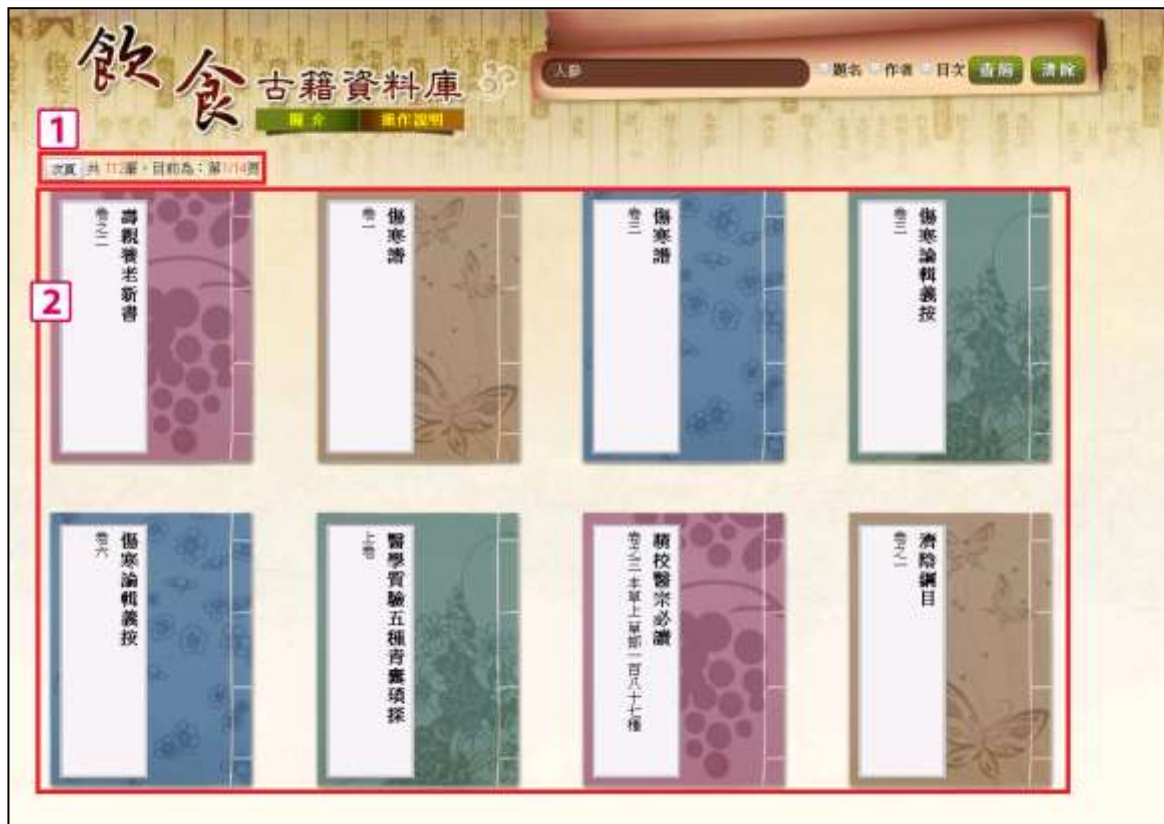 飲食古籍資料庫
人參
題名 作者 目次 查詢 清除
簡介 操作說明
1
次頁 共 112筆，目前為：第1/14頁
2
壽親養老新書
卷之二
傷寒譜
卷一
傷寒譜
卷三
傷寒論輯義按
卷三
傷寒論輯義按
卷六
醫學質驗五種青囊瑣探
上卷
頻校醫宗必讀
卷之三本草上草部一百八十七種
濟陰綱目
卷之一